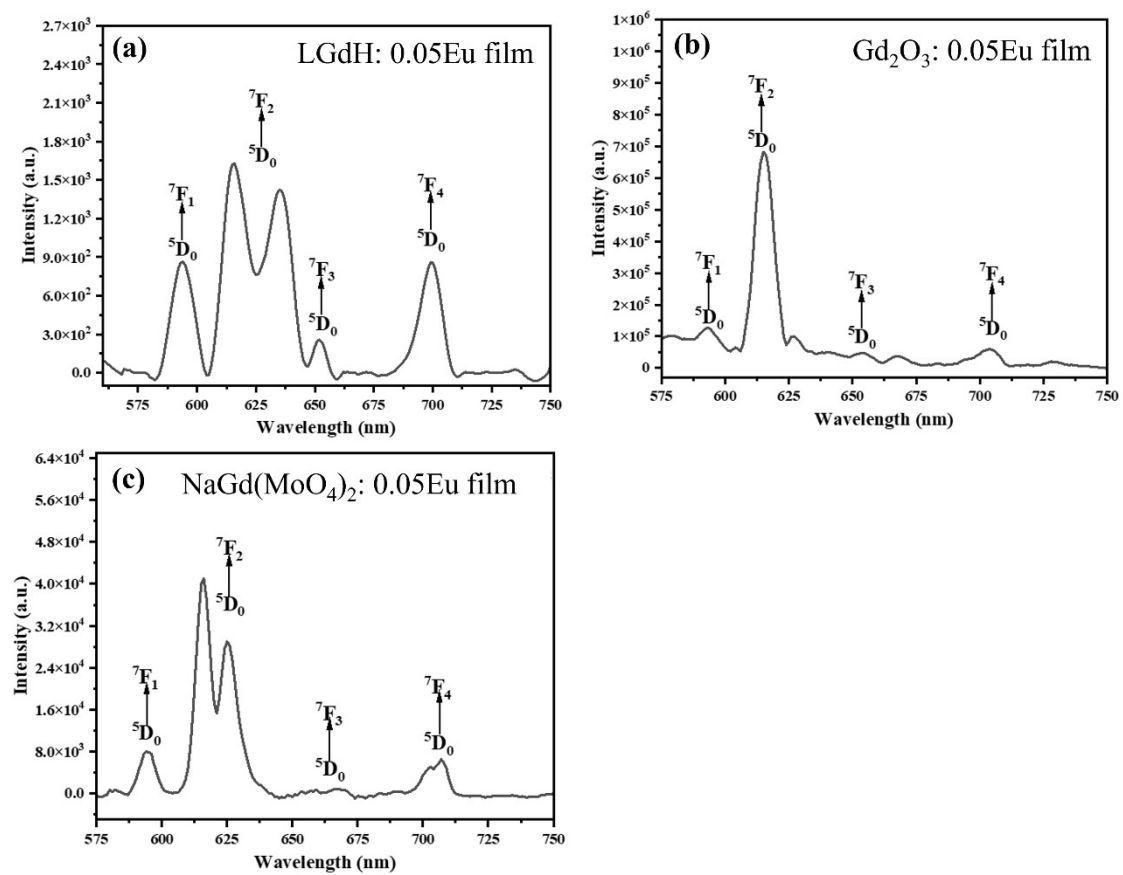 (a) LGdH: 0.05Eu film
2.7×10³
2.4×10³
2.1×10³
1.8×10³
1.5×10³
1.2×10³
9.0×10²
6.0×10²
3.0×10²
0.0
Intensity (a.u.)
⁷F₁
⁵D₀
⁷F₂
⁵D₀
⁷F₃
⁵D₀
⁷F₄
⁵D₀
575 600 625 650 675 700 725 750
Wavelength (nm)
(b) Gd₂O₃: 0.05Eu film
1×10⁶
1×10⁶
9×10⁵
8×10⁵
7×10⁵
6×10⁵
5×10⁵
4×10⁵
3×10⁵
2×10⁵
1×10⁵
0
Intensity (a.u.)
⁷F₁
⁵D₀
⁷F₂
⁵D₀
⁷F₃
⁵D₀
⁷F₄
⁵D₀
575 600 625 650 675 700 725 750
Wavelength (nm)
(c) NaGd(MoO₄)₂: 0.05Eu film
6.4×10⁴
5.6×10⁴
4.8×10⁴
4.0×10⁴
3.2×10⁴
2.4×10⁴
1.6×10⁴
8.0×10³
0.0
Intensity (a.u.)
⁷F₁
⁵D₀
⁷F₂
⁵D₀
⁷F₃
⁵D₀
⁷F₄
⁵D₀
575 600 625 650 675 700 725 750
Wavelength (nm)